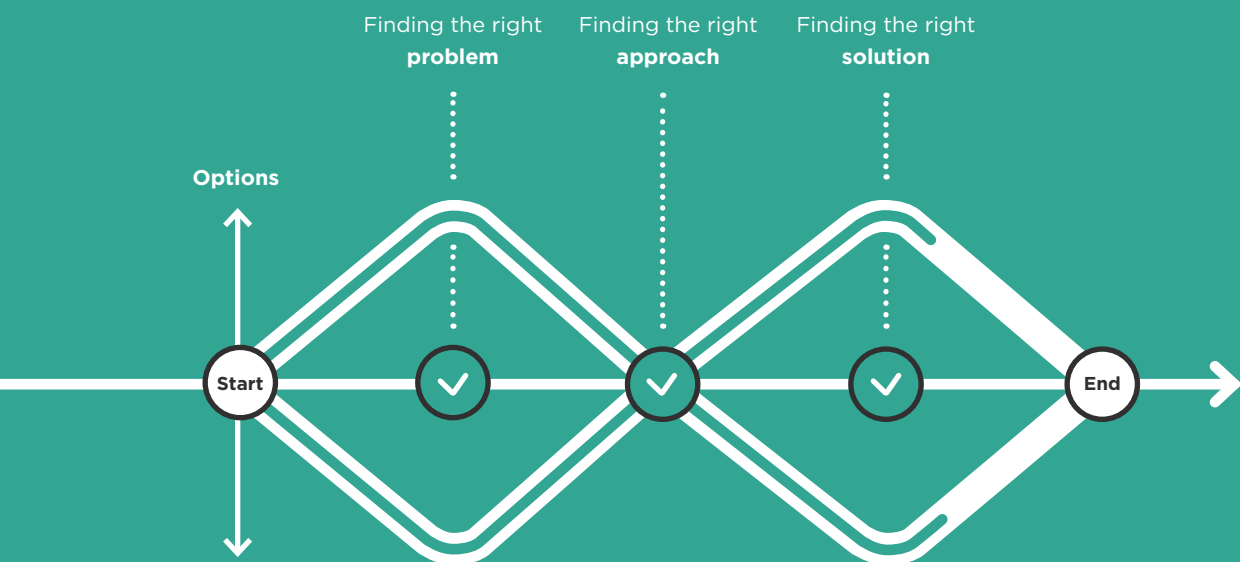 Finding the right
problem
Finding the right
approach
Finding the right
solution
Options
Start
End